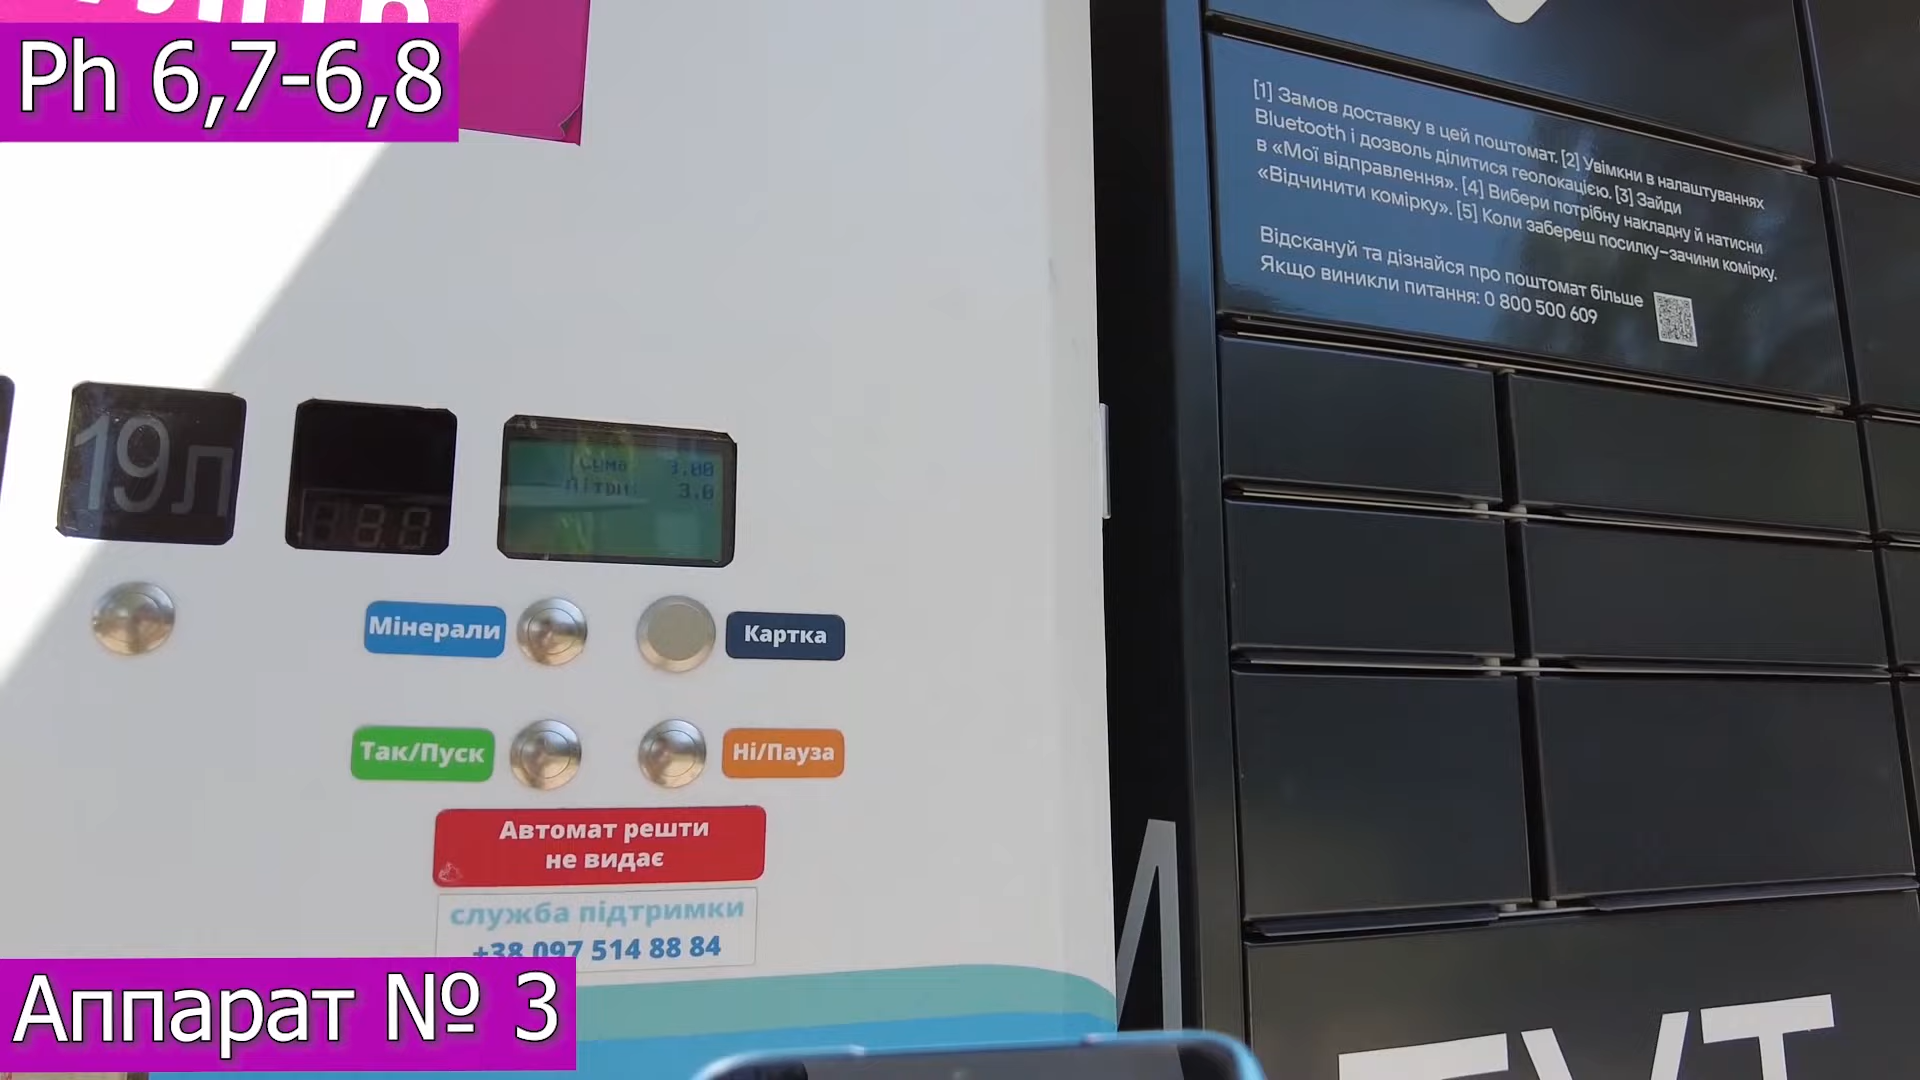 Ph 6,7-6,8
[1] Замов доставку в цей поштомат. [2] Увімкни в налаштуваннях
Bluetooth і дозволь ділитися геолокацією. [3] Зайди
в «Мої відправлення». [4] Вибери потрібну накладну й натисни
«Відчинити комірку». [5] Коли забереш посилку–зачини комірку.
Відскануй та дізнайся про поштомат більше
Якщо виникли питання: 0 800 500 609
19л
3.0
Сума 3.00
Літри: 3.0
Мінерали
Картка
Так/Пуск
Ні/Пауза
Автомат решти
не видає
служба підтримки
+38 097 514 88 84
Аппарат № 3